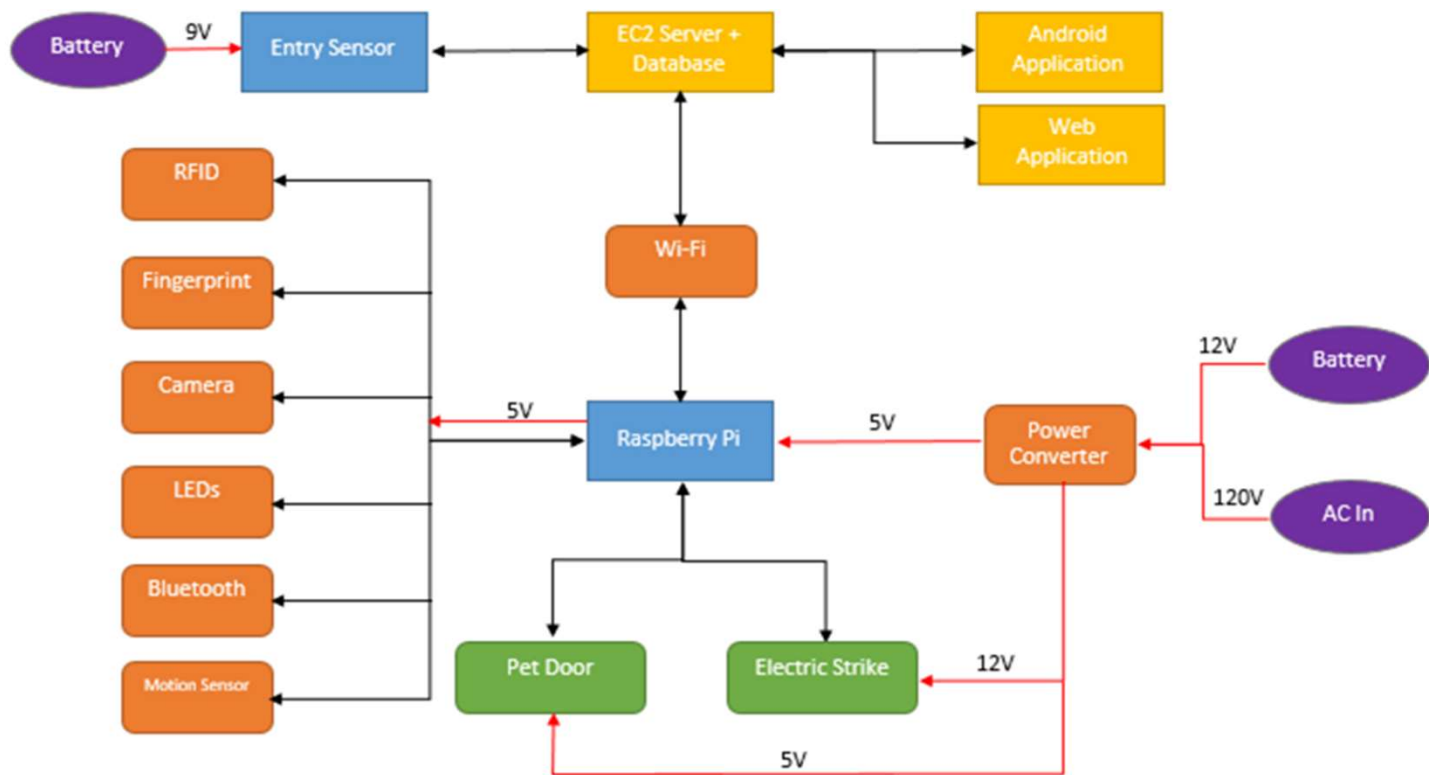 Battery
9V
Entry Sensor
EC2 Server +
Database
Android
Application
Web
Application
RFID
Fingerprint
Camera
LEDs
Bluetooth
Motion Sensor
Wi-Fi
5V
Raspberry Pi
5V
Power
Converter
12V
Battery
120V
AC In
Pet Door
Electric Strike
12V
5V